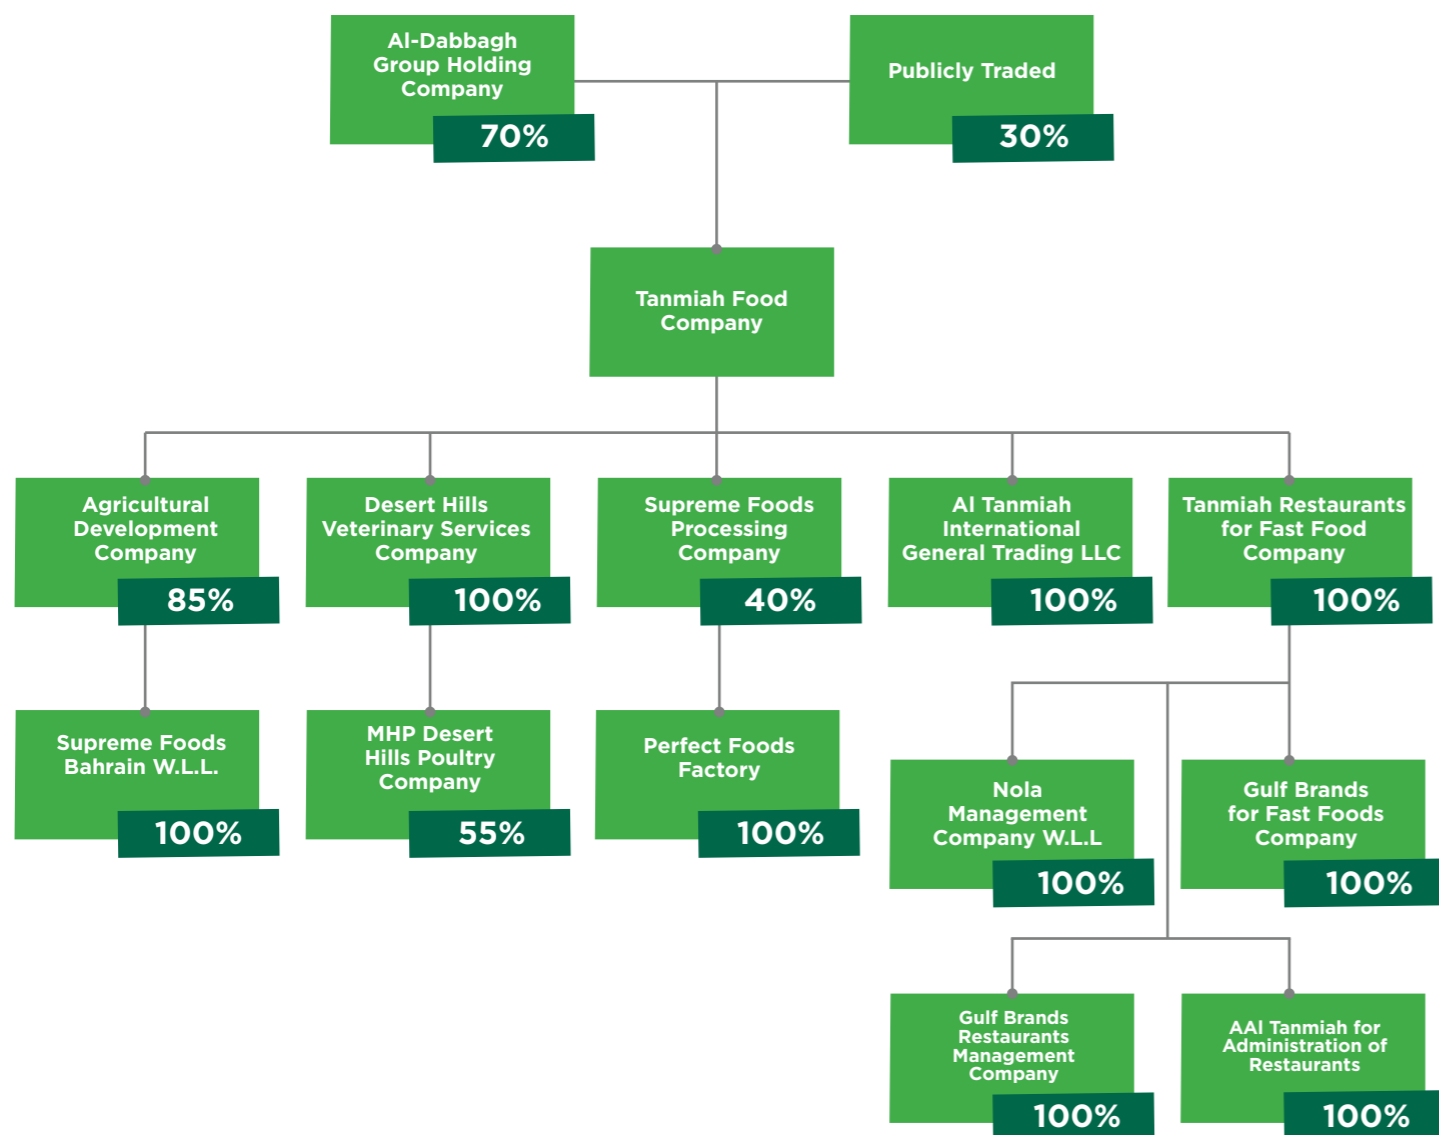 Al-Dabbagh
Group Holding
Company
70%
Publicly Traded
30%
Tanmiah Food
Company
Agricultural
Development
Company
85%
Desert Hills
Veterinary Services
Company
100%
Supreme Foods
Processing
Company
40%
Al Tanmiah
International
General Trading LLC
100%
Tanmiah Restaurants
for Fast Food
Company
100%
Supreme Foods
Bahrain W.L.L.
100%
MHP Desert
Hills Poultry
Company
55%
Perfect Foods
Factory
100%
Nola
Management
Company W.L.L
100%
Gulf Brands
for Fast Foods
Company
100%
Gulf Brands
Restaurants
Management
Company
100%
AAl Tanmiah for
Administration of
Restaurants
100%